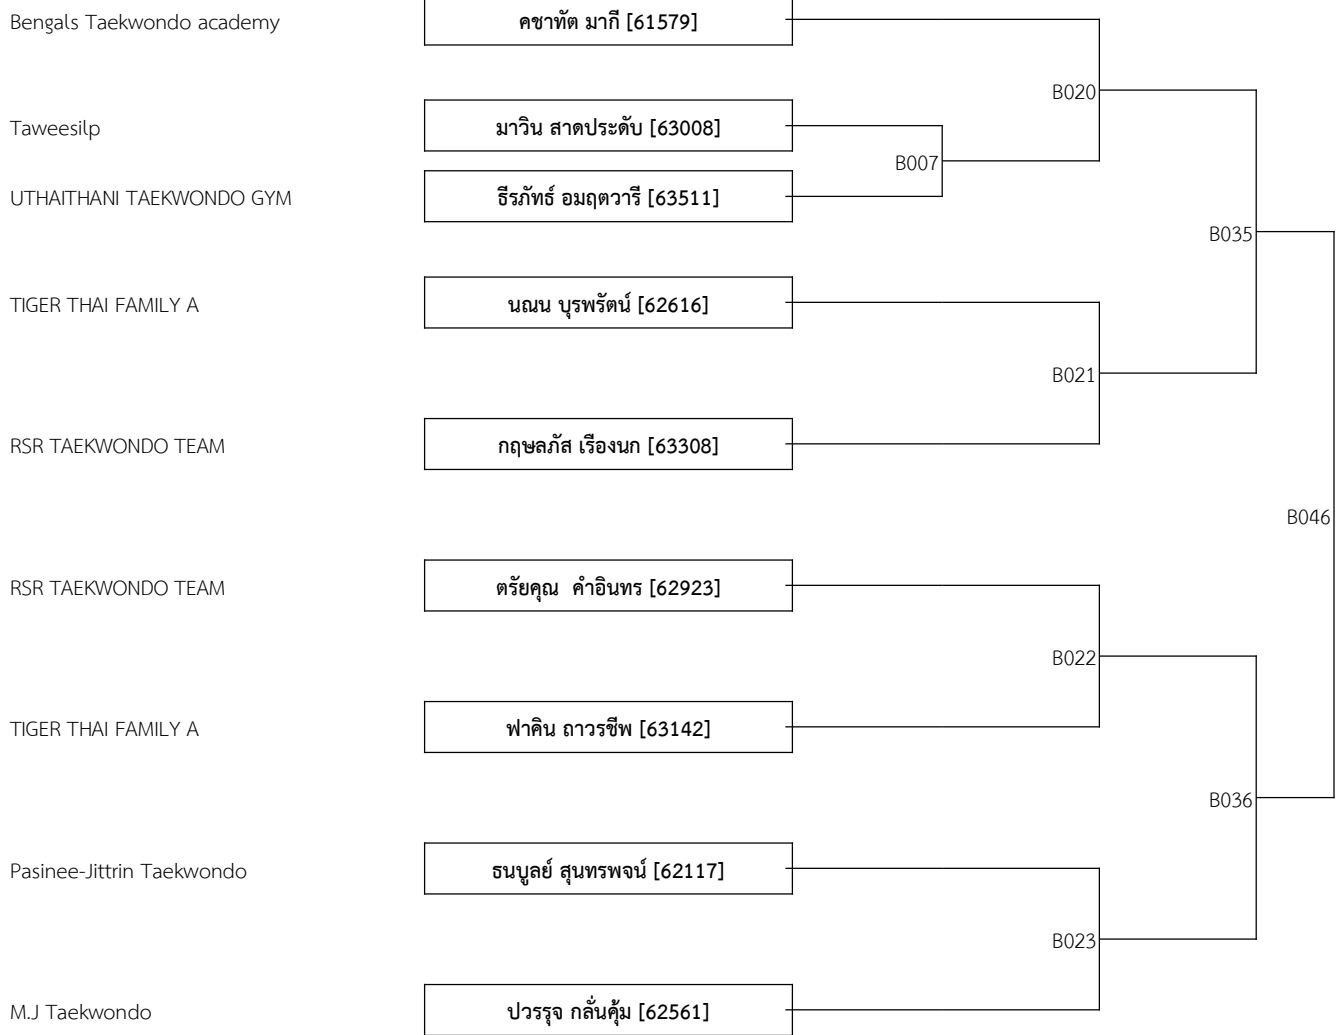 Bengals Taekwondo academy
คชาทัต มากี [61579]
B020
Taweesilp
มาวิน สาดประดับ [63008]
B007
UTHAITHANI TAEKWONDO GYM
ธีรภัทธ์ อมฤตวารี [63511]
B035
TIGER THAI FAMILY A
นณน บุรพรัตน์ [62616]
B021
RSR TAEKWONDO TEAM
กฤษลภัส เรืองนก [63308]
B046
RSR TAEKWONDO TEAM
ตรัยคุณ  คำอินทร [62923]
B022
TIGER THAI FAMILY A
ฟาคิน ถาวรชีพ [63142]
B036
Pasinee-Jittrin Taekwondo
ธนบูลย์ สุนทรพจน์ [62117]
B023
M.J Taekwondo
ปวรรุจ กลั่นคุ้ม [62561]